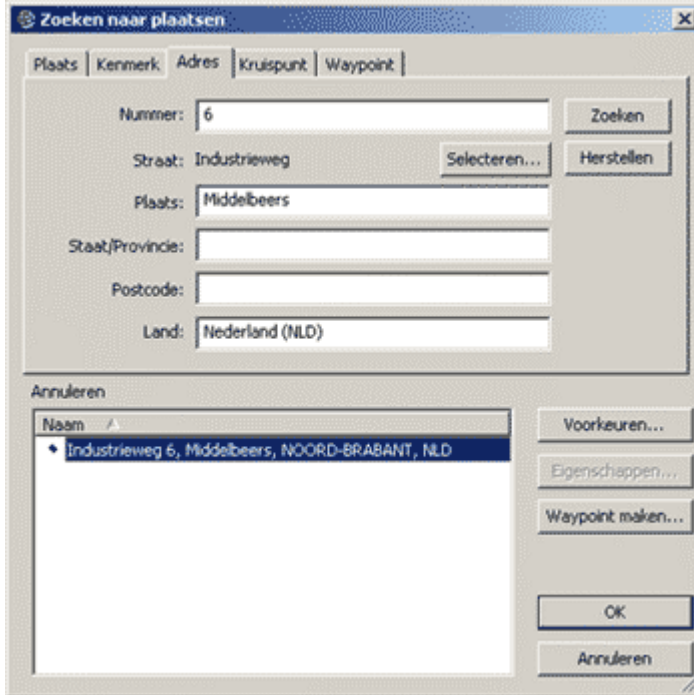 Zoeken naar plaatsen
Plaats Kenmerk Adres Kruispunt Waypoint
Nummer: 6 Zoeken
Straat: Industrieweg Selecteren... Herstellen
Plaats: Middelbeers
Staat/Provincie:
Postcode:
Land: Nederland (NLD)
Annuleren
Naam Voorkeuren...
Industrieweg 6, Middelbeers, NOORD-BRABANT, NLD
Eigenschappen...
Waypoint maken...
OK
Annuleren